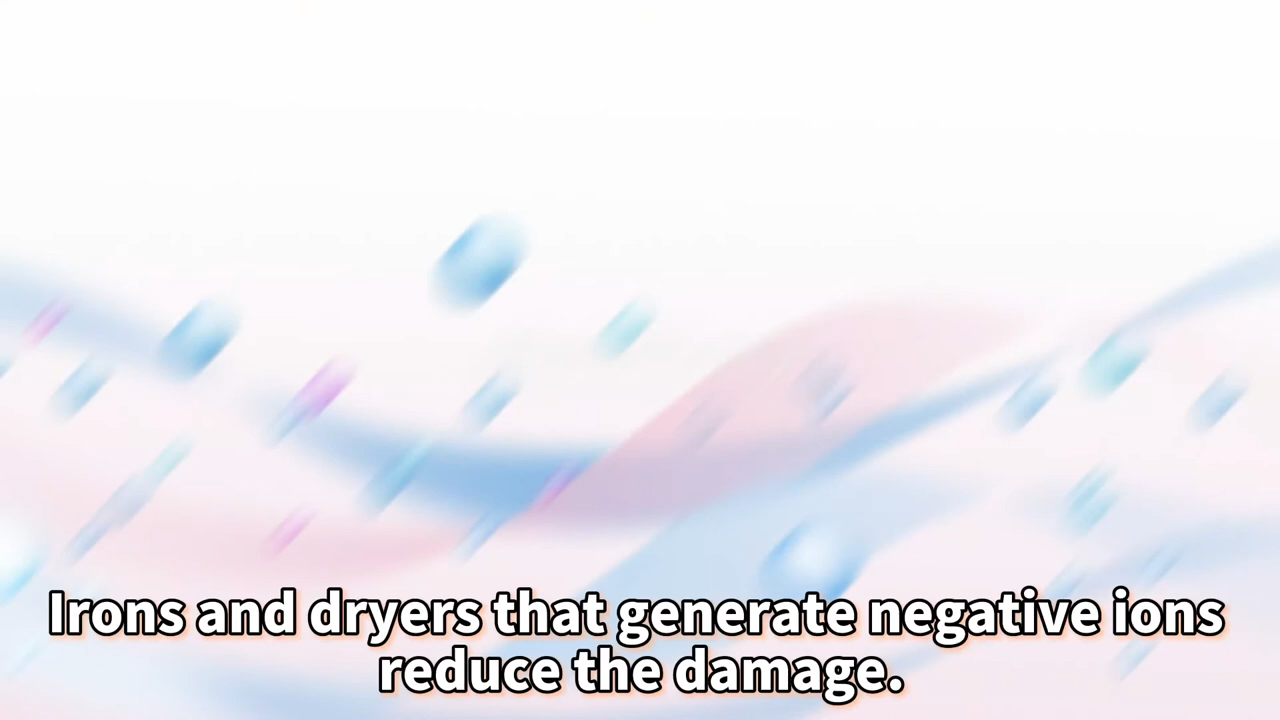 Irons and dryers that generate negative ions
reduce the damage.